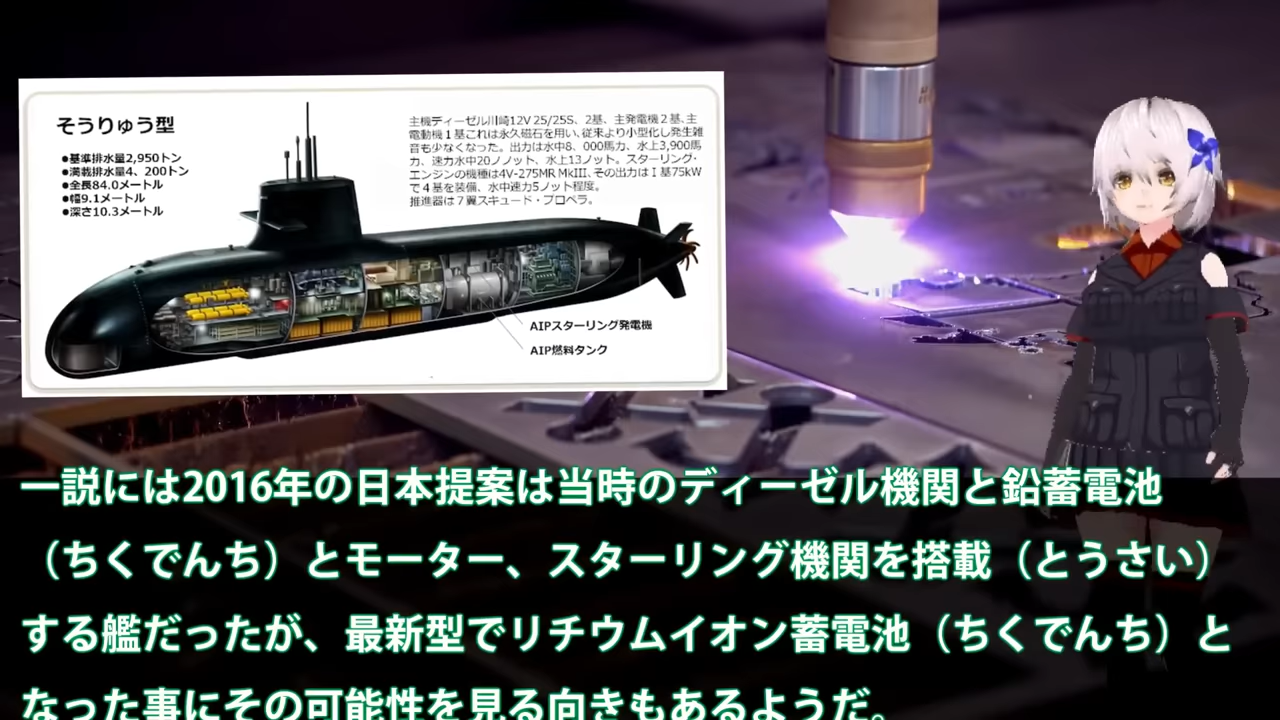 そうりゅう型
●基準排水量2,950トン
●満載排水量4、200トン
●全長84.0メートル
●幅9.1メートル
●深さ10.3メートル
主機ディーゼル川崎12V 25/25S、2基、主発電機2基、主
電動機1基これは永久磁石を用い、従来より小型化し発生雑
音も少なくなった。出力は水中8、000馬力、水上3,900馬
力、速力水中20ノノット、水上13ノット。スターリング・
エンジンの機種は4V-275MR MkIII、その出力はI基75kW
で4基を装備、水中速力5ノット程度。
推進器は7翼スキュード・プロペラ。
AIPスターリング発電機
AIP燃料タンク
一説には2016年の日本提案は当時のディーゼル機関と鉛蓄電池
（ちくでんち）とモーター、スターリング機関を搭載（とうさい）
する艦だったが、最新型でリチウムイオン蓄電池（ちくでんち）と
なった事にその可能性を見る向きもあるようだ。